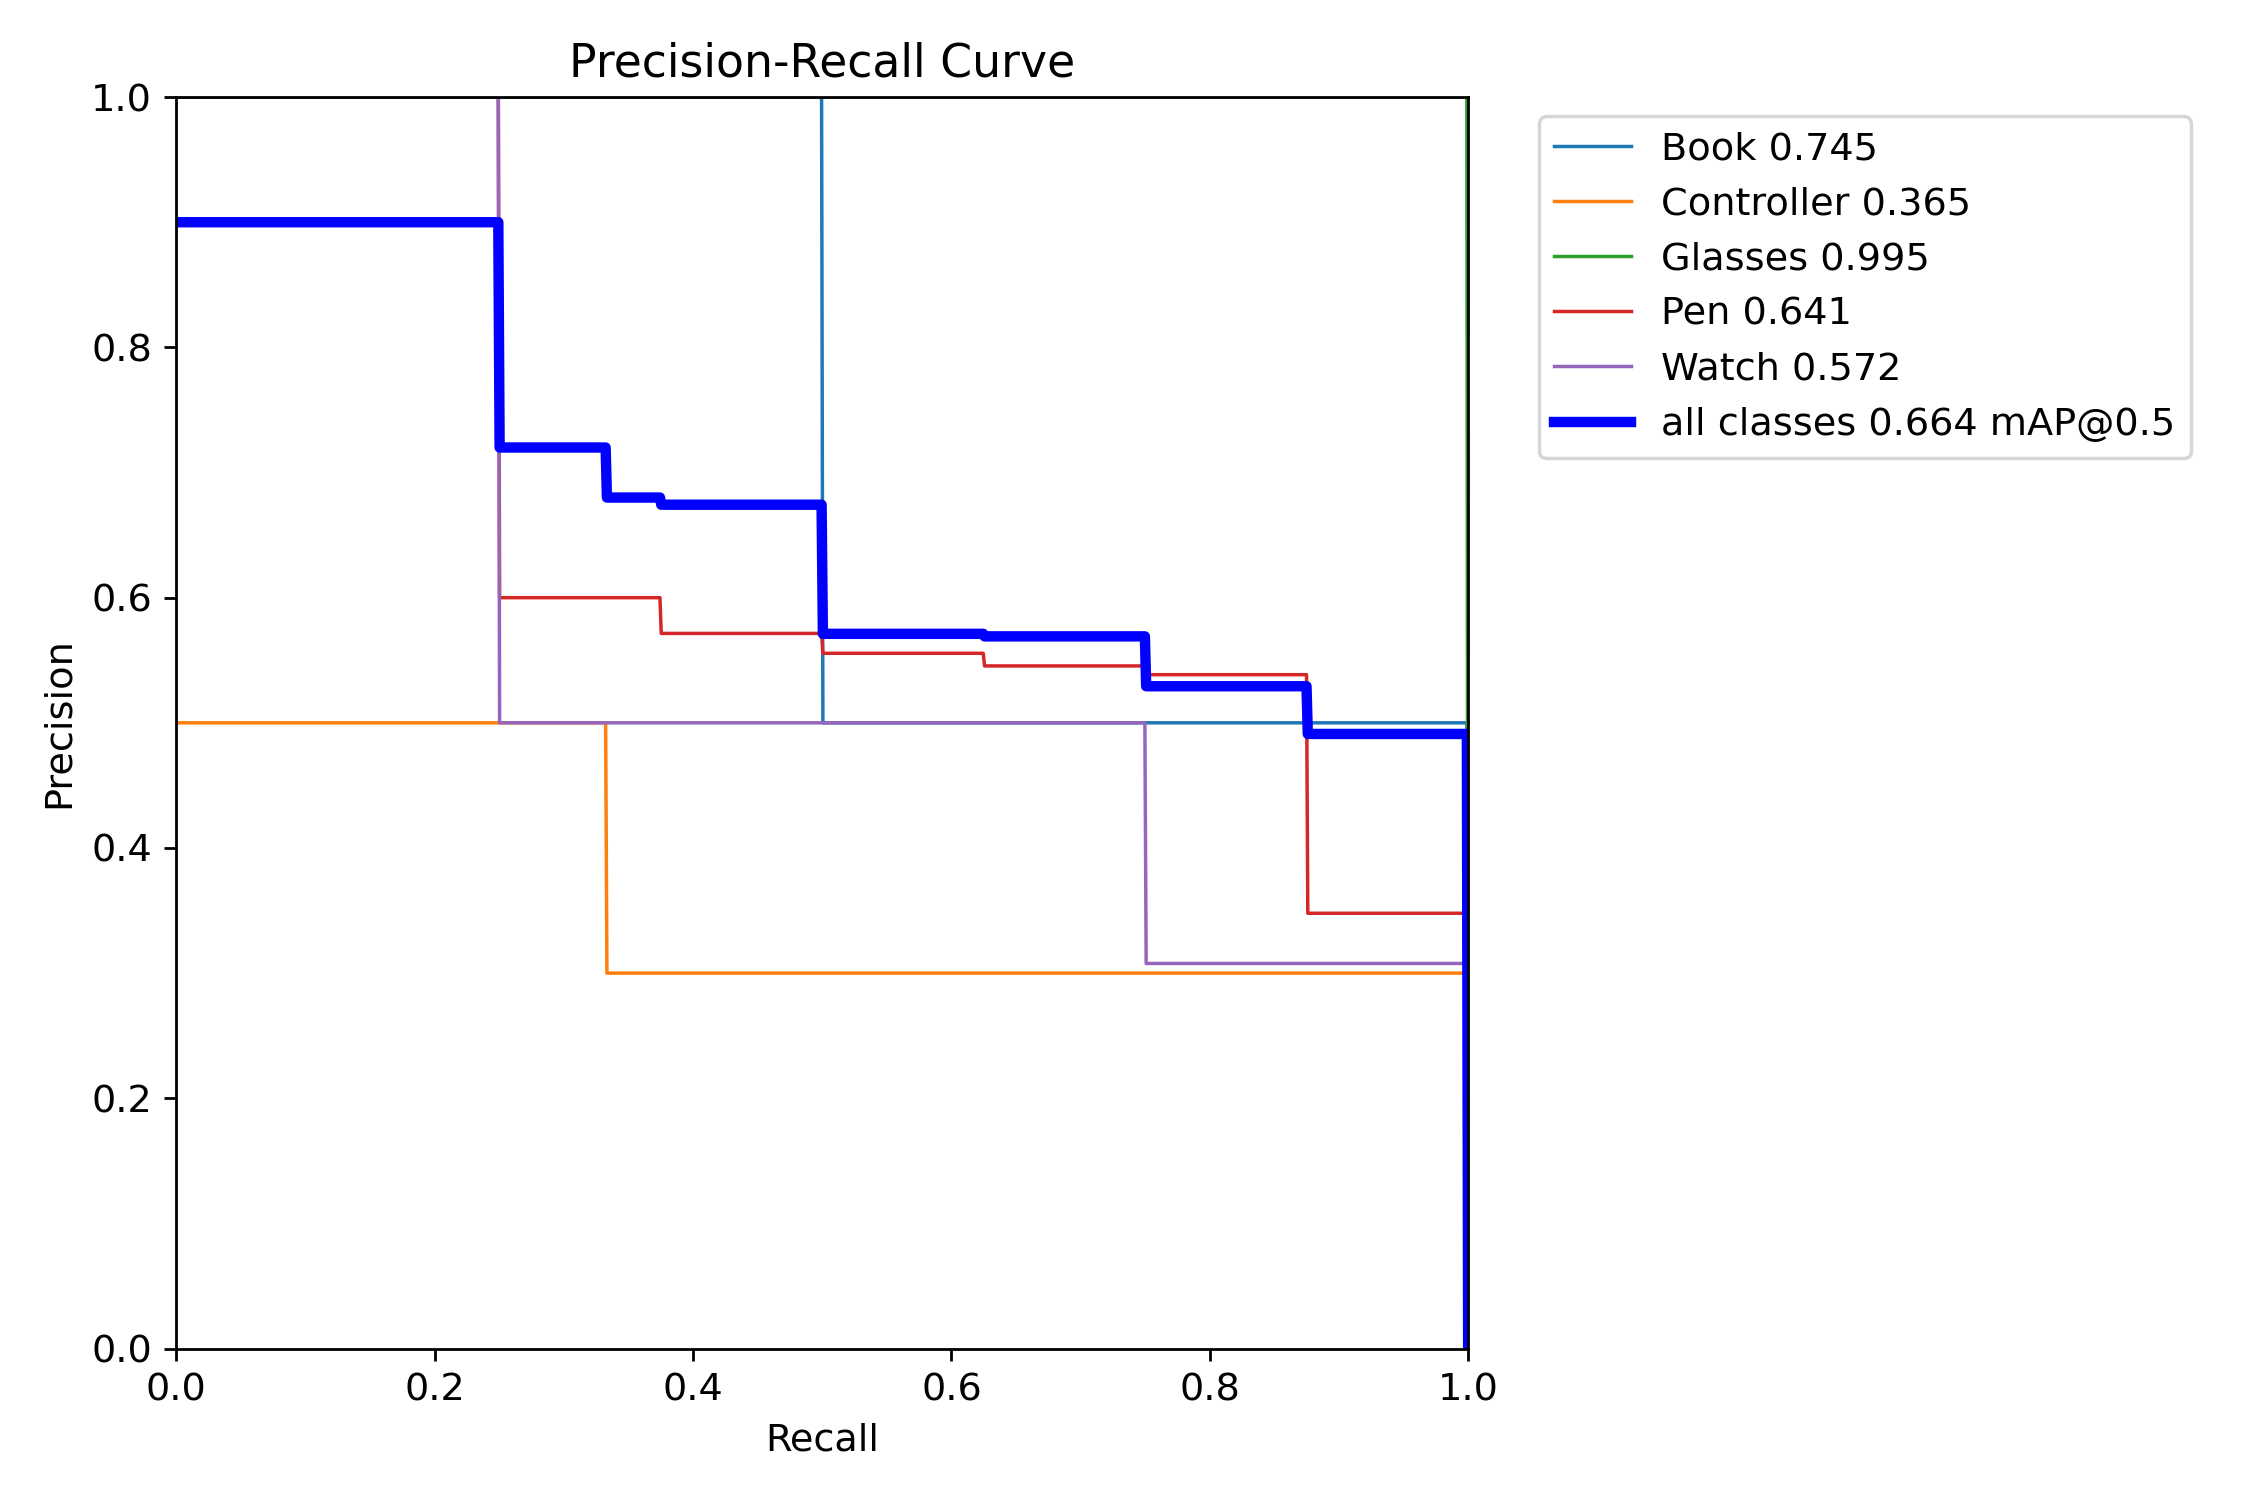 Precision-Recall Curve
1.0
0.8
0.6
0.4
0.2
0.0
Precision
0.0 0.2 0.4 0.6 0.8 1.0
Recall
Book 0.745
Controller 0.365
Glasses 0.995
Pen 0.641
Watch 0.572
all classes 0.664 mAP@0.5